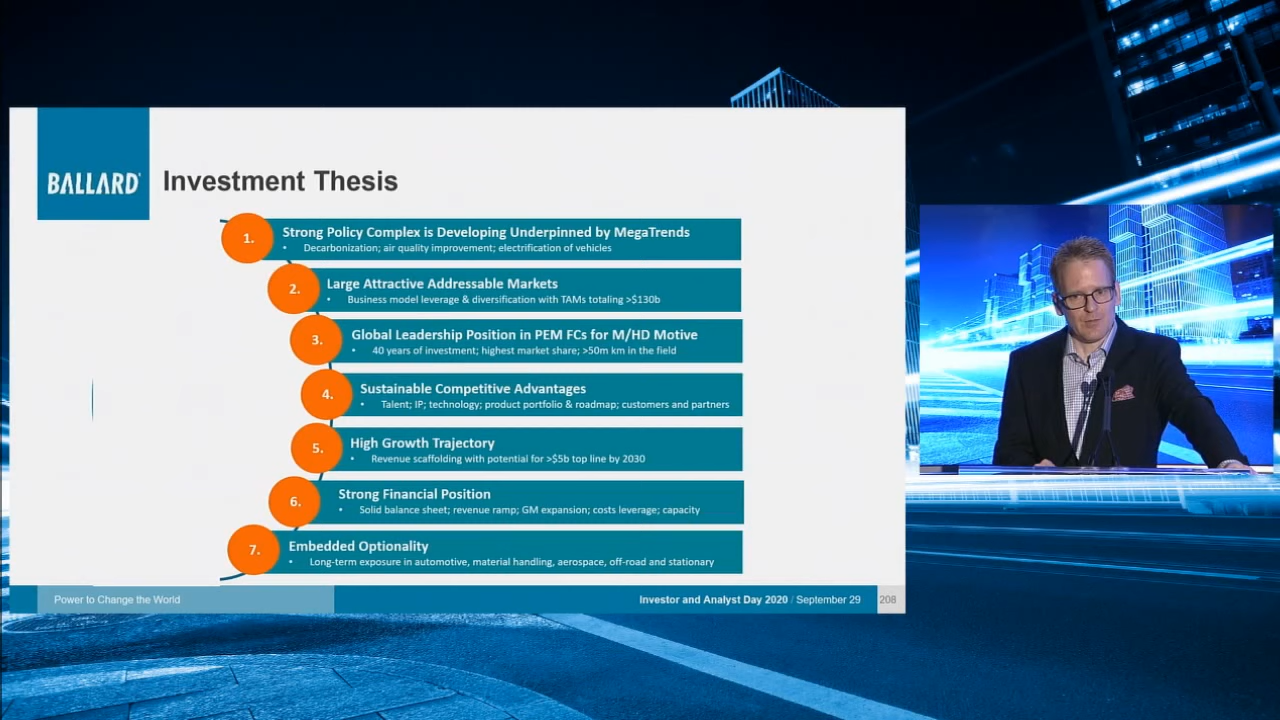 BALLARD
Investment Thesis
1.
Strong Policy Complex is Developing Underpinned by MegaTrends
• Decarbonization; air quality improvement; electrification of vehicles
2.
Large Attractive Addressable Markets
• Business model leverage & diversification with TAMs totaling >$130b
3.
Global Leadership Position in PEM FCs for M/HD Motive
• 40 years of investment; highest market share; >50m km in the field
4.
Sustainable Competitive Advantages
• Talent; IP; technology; product portfolio & roadmap; customers and partners
5.
High Growth Trajectory
• Revenue scaffolding with potential for >$5b top line by 2030
6.
Strong Financial Position
• Solid balance sheet; revenue ramp; GM expansion; costs leverage; capacity
7.
Embedded Optionality
• Long-term exposure in automotive, material handling, aerospace, off-road and stationary
Power to Change the World
Investor and Analyst Day 2020 / September 29
208